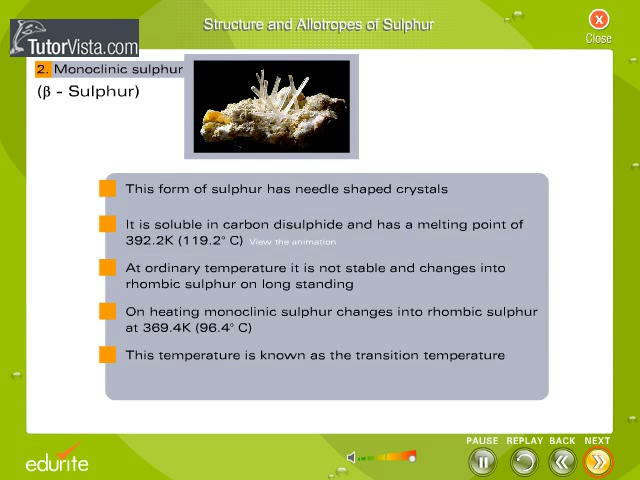 Structure and Allotropes of Sulphur
Close
TutorVista.com
2. Monoclinic sulphur
(β - Sulphur)
This form of sulphur has needle shaped crystals
It is soluble in carbon disulphide and has a melting point of
392.2K (119.2° C) View the animation
At ordinary temperature it is not stable and changes into
rhombic sulphur on long standing
On heating monoclinic sulphur changes into rhombic sulphur
at 369.4K (96.4° C)
This temperature is known as the transition temperature
PAUSE REPLAY BACK NEXT
edurite